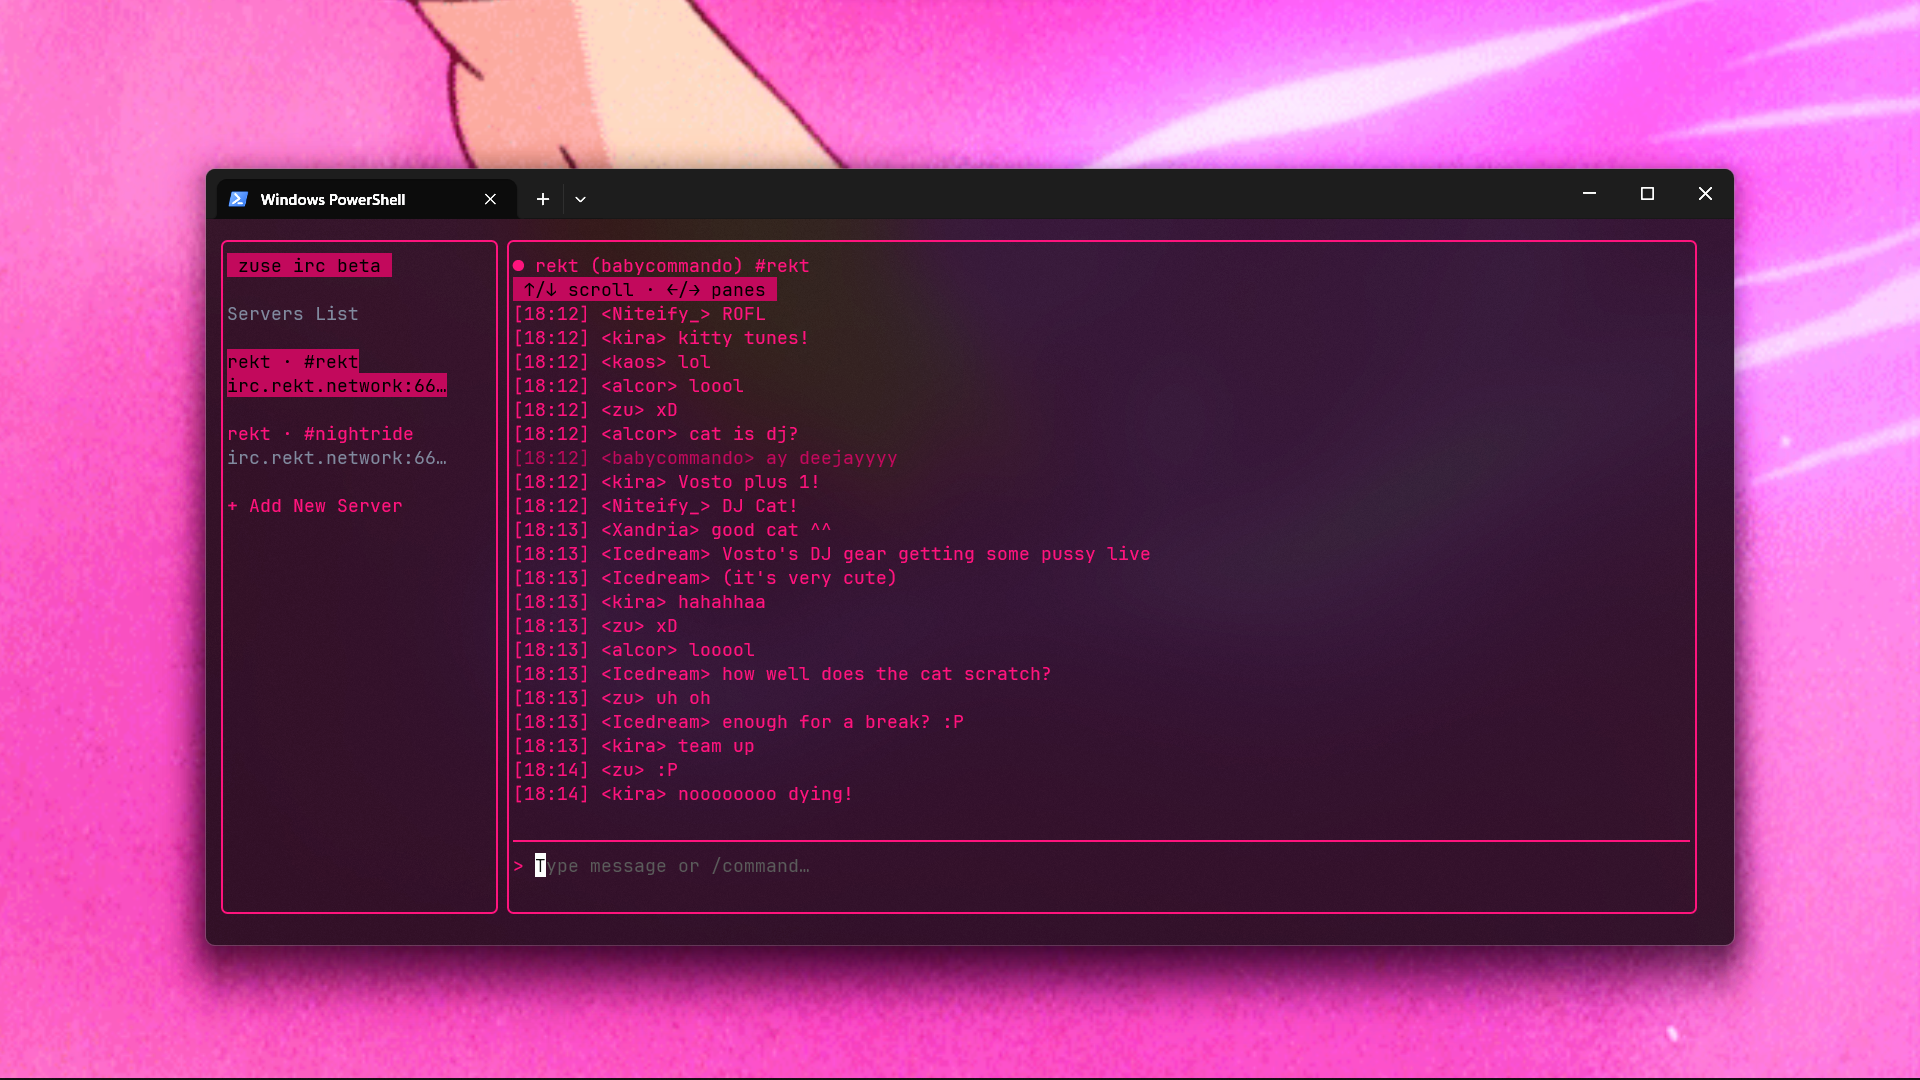 Windows PowerShell
zuse irc beta
Servers List
rekt · #rekt
irc.rekt.network:66…
rekt · #nightride
irc.rekt.network:66…
+ Add New Server
● rekt (babycommando) #rekt
↑/↓ scroll · ←/→ panes
[18:12] <Niteify_> ROFL
[18:12] <kira> kitty tunes!
[18:12] <kaos> lol
[18:12] <alcor> loool
[18:12] <zu> xD
[18:12] <alcor> cat is dj?
[18:12] <babycommando> ay deejayyyy
[18:12] <kira> Vosto plus 1!
[18:12] <Niteify_> DJ Cat!
[18:13] <Xandria> good cat ^^
[18:13] <Icedream> Vosto's DJ gear getting some pussy live
[18:13] <Icedream> (it's very cute)
[18:13] <kira> hahahhaa
[18:13] <zu> xD
[18:13] <alcor> looool
[18:13] <Icedream> how well does the cat scratch?
[18:13] <zu> uh oh
[18:13] <Icedream> enough for a break? :P
[18:13] <kira> team up
[18:14] <zu> :P
[18:14] <kira> noooooooo dying!
> Type message or /command…